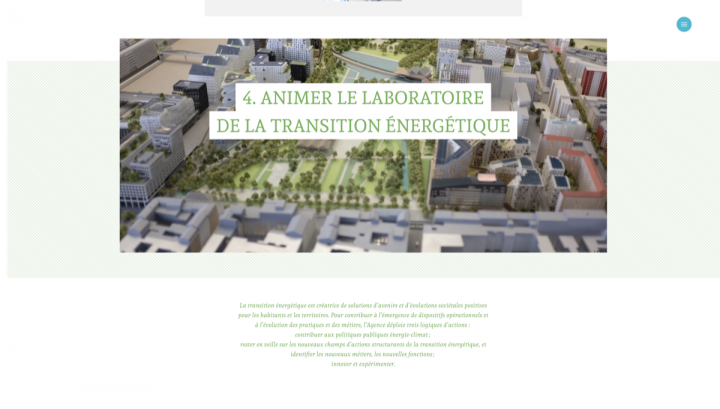 4. ANIMER LE LABORATOIRE
DE LA TRANSITION ÉNERGÉTIQUE
La transition énergétique est créatrice de solutions d'avenirs et d'évolutions sociétales positives
pour les habitants et les territoires. Pour contribuer à l'émergence de dispositifs opérationnels et
à l'évolution des pratiques et des métiers, l'Agence déploie trois logiques d'actions :
contribuer aux politiques publiques énergie-climat ;
rester en veille sur les nouveaux champs d'actions structurants de la transition énergétique, et
identifier les nouveaux métiers, les nouvelles fonctions ;
innover et expérimenter.